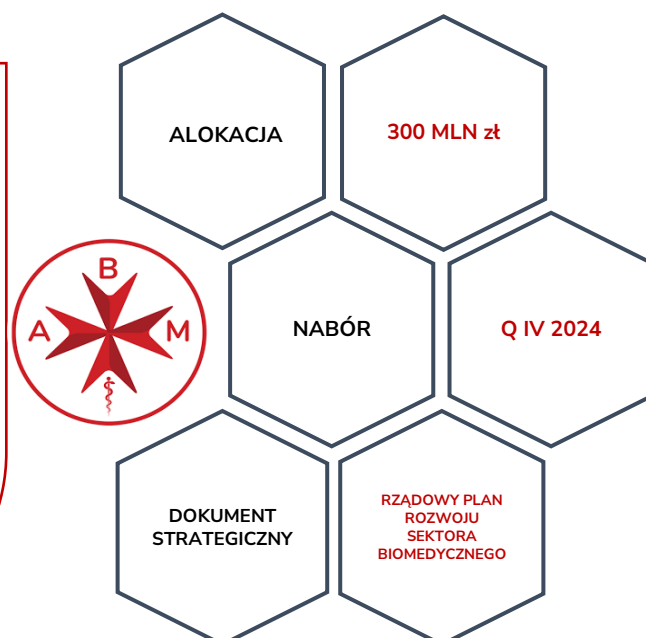 ALOKACJA
300 MLN zł
B
A M
NABÓR
Q IV 2024
DOKUMENT
STRATEGICZNY
RZĄDOWY PLAN
ROZWOJU
SEKTORA
BIOMEDYCZNEGO